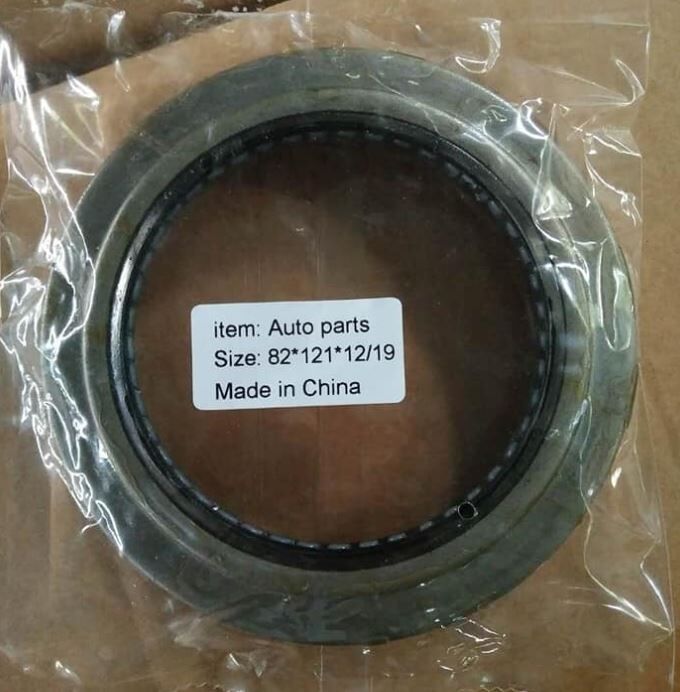 item: Auto parts
Size: 82*121*12/19
Made in China